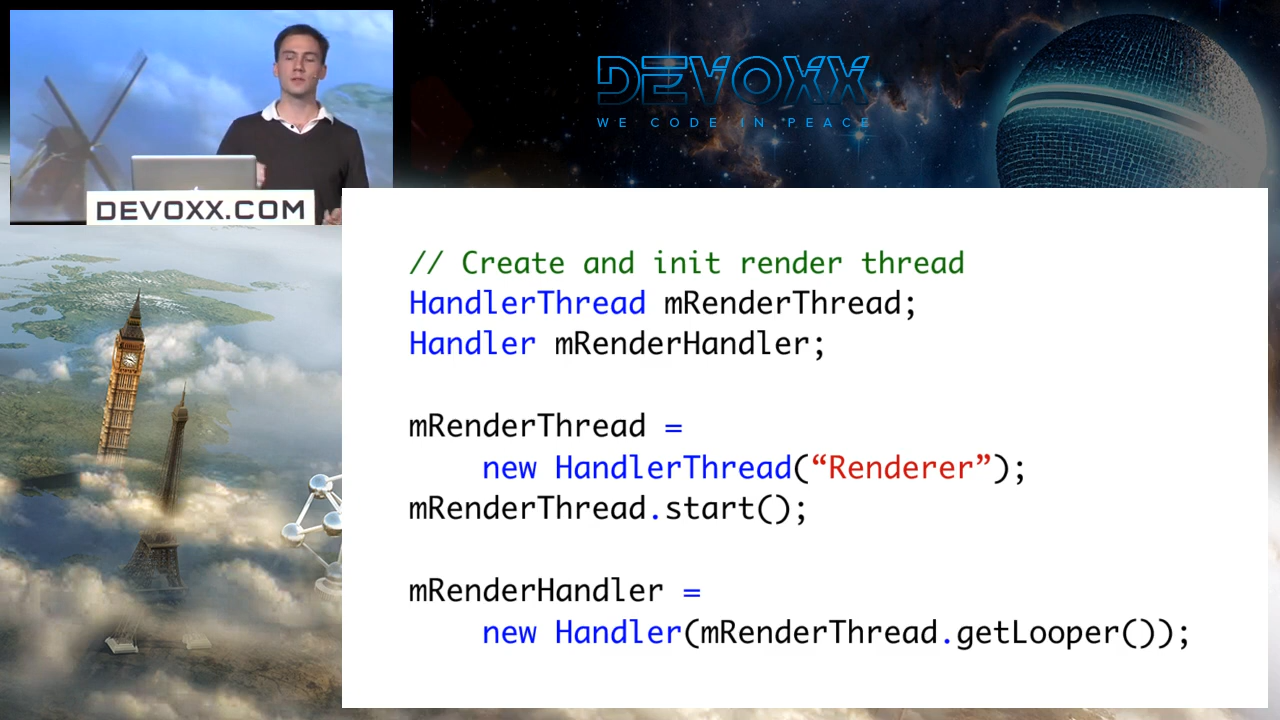 DEVOXX
WE CODE IN PEACE
DEVOXX.COM
// Create and init render thread
HandlerThread mRenderThread;
Handler mRenderHandler;
mRenderThread =
new HandlerThread(“Renderer”);
mRenderThread.start();
mRenderHandler =
new Handler(mRenderThread.getLooper());